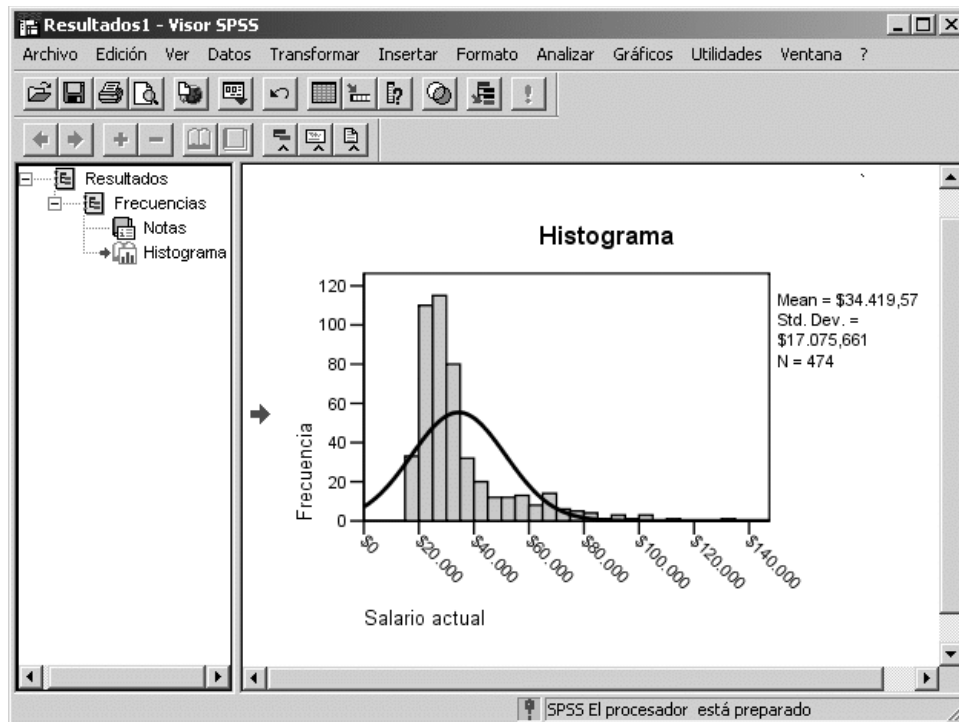 Resultados1 - Visor SPSS
Archivo Edición Ver Datos Transformar Insertar Formato Analizar Gráficos Utilidades Ventana ?
Resultados
Frecuencias
Notas
Histograma
Histograma
120
100
80
60
40
20
0
Frecuencia
$0
$20.000
$40.000
$60.000
$80.000
$100.000
$120.000
$140.000
Salario actual
Mean = $34.419,57
Std. Dev. =
$17.075,661
N = 474
SPSS El procesador está preparado